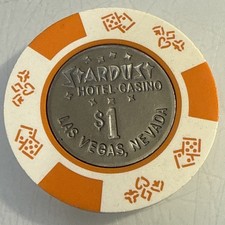 STARDUST
HOTEL CASINO
$1
LAS VEGAS, NEVADA